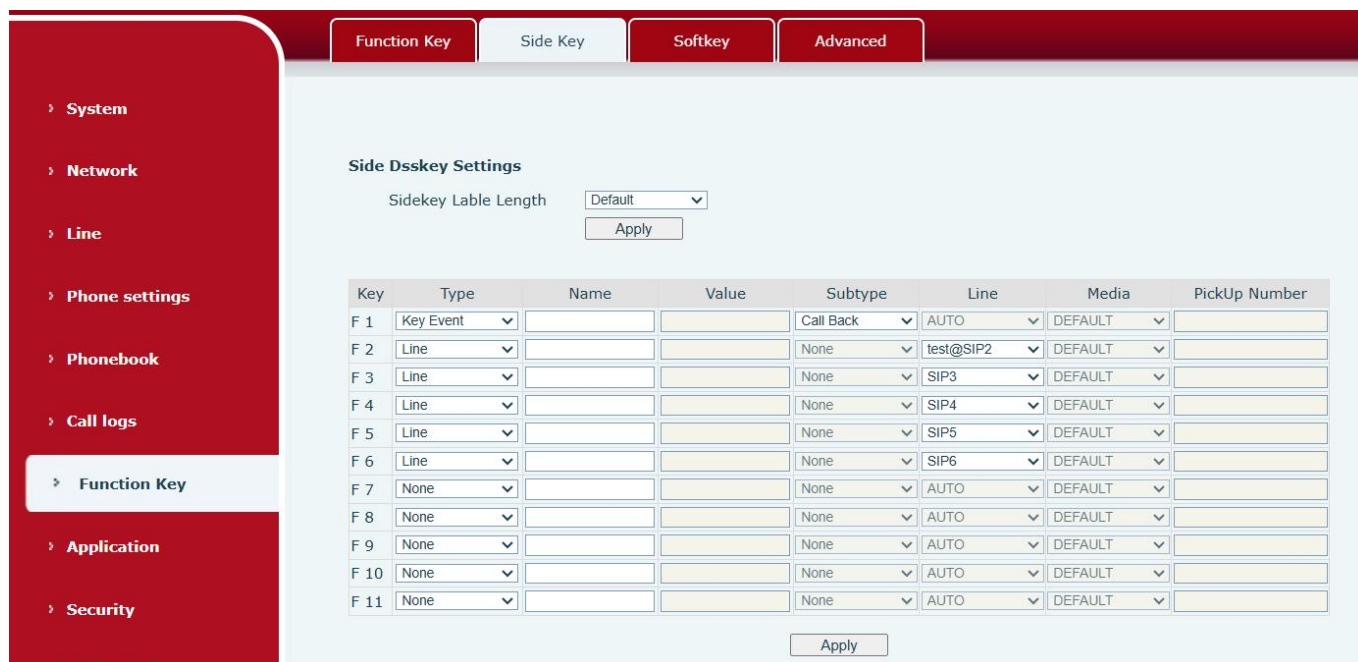 Function Key Side Key Softkey Advanced
System
Network
Line
Phone settings
Phonebook
Call logs
Function Key
Application
Security
Side Dsskey Settings
Sidekey Lable Length Default
Apply
Key Type Name Value Subtype Line Media PickUp Number
F 1 Key Event Call Back AUTO DEFAULT
F 2 Line None test@SIP2 DEFAULT
F 3 Line None SIP3 DEFAULT
F 4 Line None SIP4 DEFAULT
F 5 Line None SIP5 DEFAULT
F 6 Line None SIP6 DEFAULT
F 7 None None AUTO DEFAULT
F 8 None None AUTO DEFAULT
F 9 None None AUTO DEFAULT
F 10 None None AUTO DEFAULT
F 11 None None AUTO DEFAULT
Apply